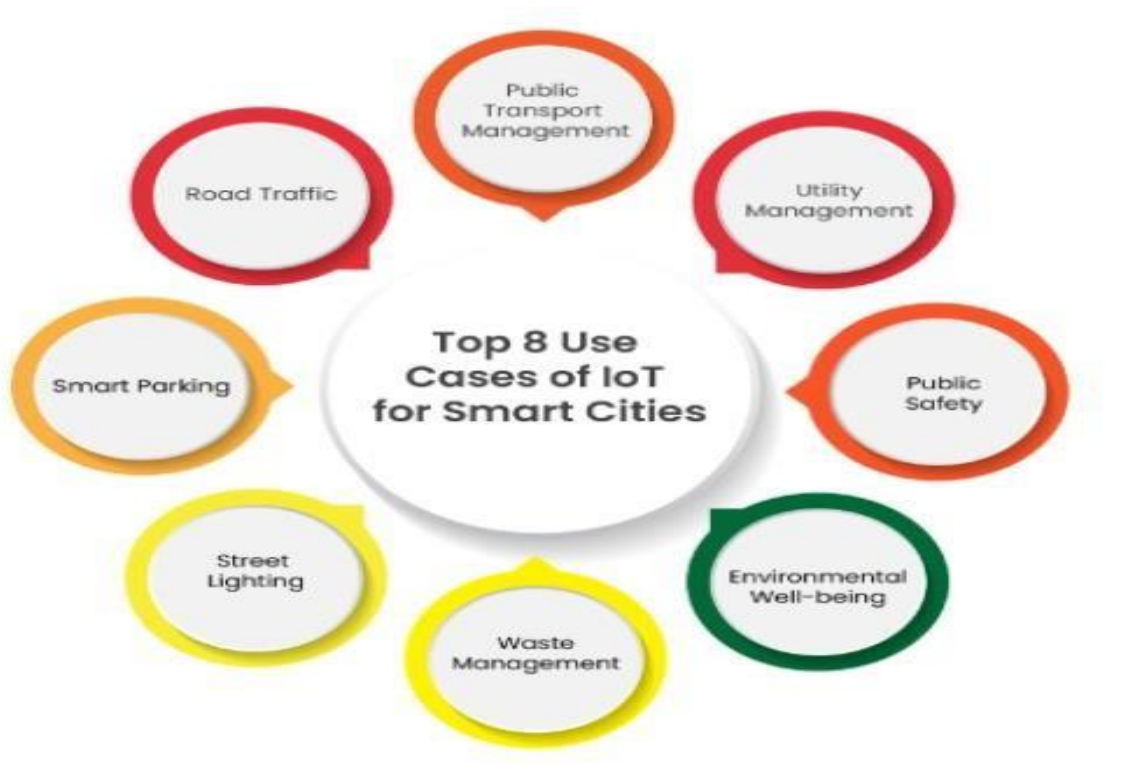 Public
Transport
Management
Road Traffic
Utility
Management
Top 8 Use
Cases of IoT
for Smart Cities
Smart Parking
Public
Safety
Street
Lighting
Environmental
Well-being
Waste
Management